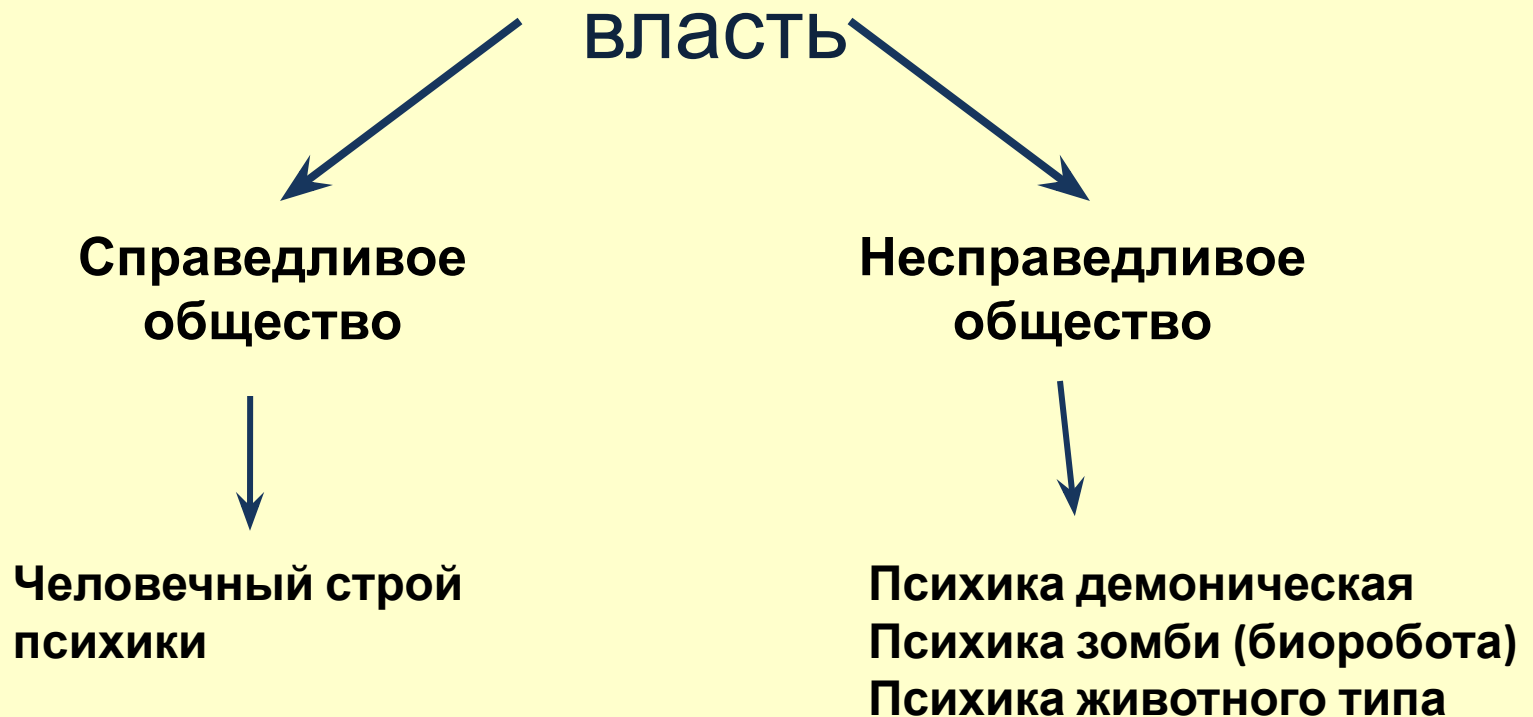 власть
Справедливое
общество
Несправедливое
общество
Человечный строй
психики
Психика демоническая
Психика зомби (биоробота)
Психика животного типа